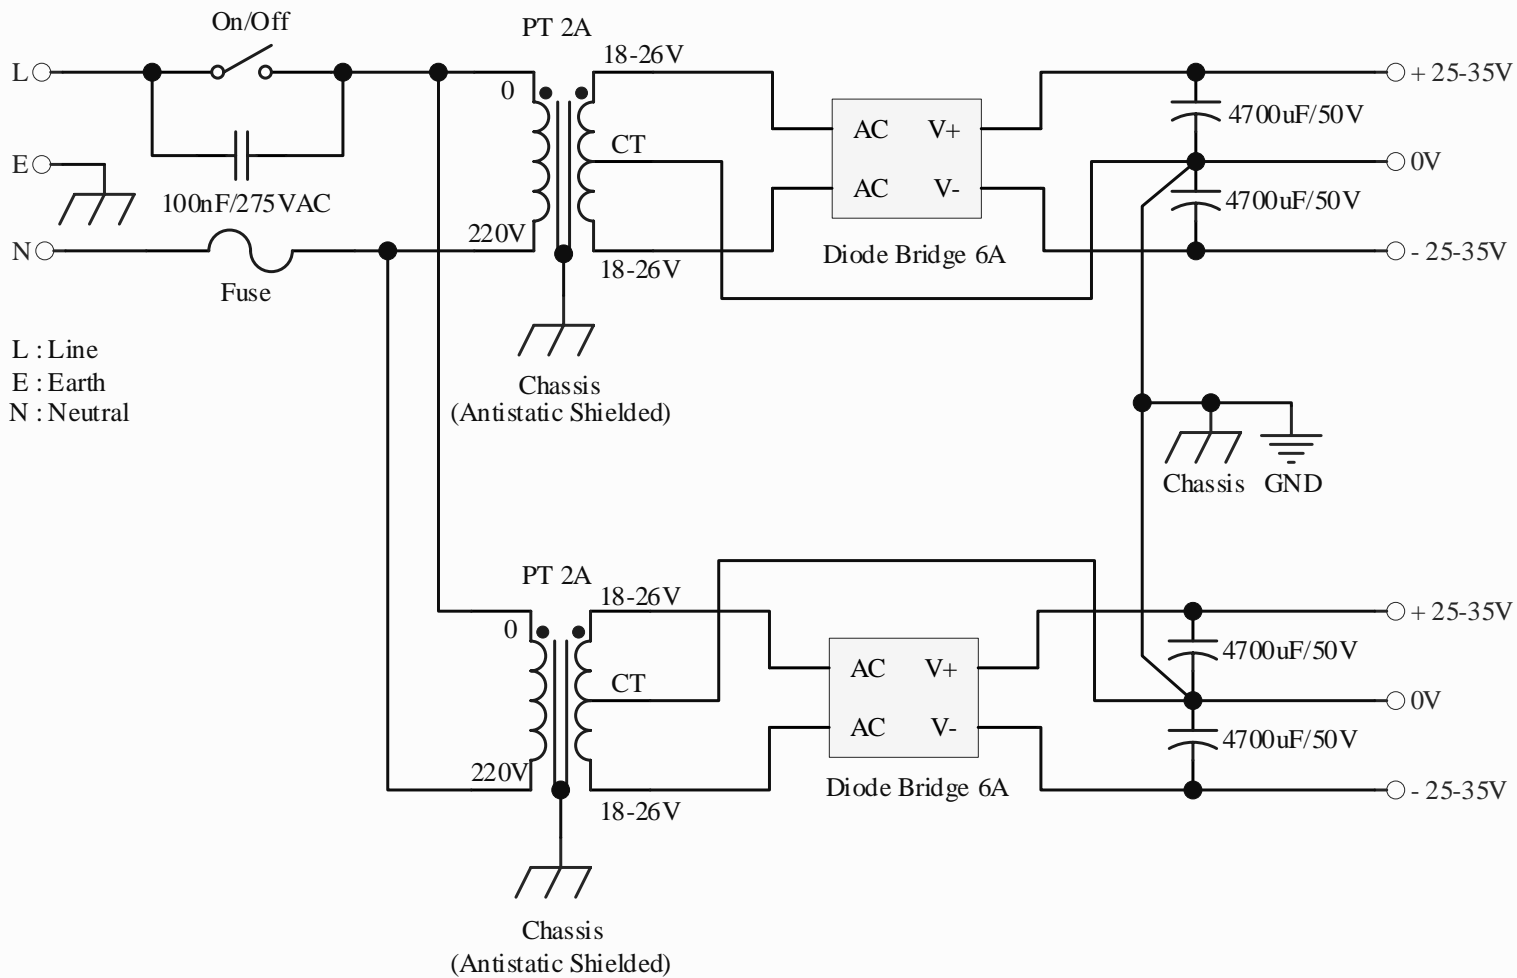 On/Off
PT 2A
L
0
18-26V
AC
V+
+ 25-35V
4700uF/50V
E
CT
0V
100nF/275VAC
AC
V-
4700uF/50V
N
220V
18-26V
Diode Bridge 6A
- 25-35V
Fuse
L : Line
E : Earth
N : Neutral
Chassis
(Antistatic Shielded)
Chassis
GND
PT 2A
18-26V
0
+ 25-35V
4700uF/50V
AC
V+
CT
0V
AC
V-
4700uF/50V
220V
18-26V
Diode Bridge 6A
- 25-35V
Chassis
(Antistatic Shielded)